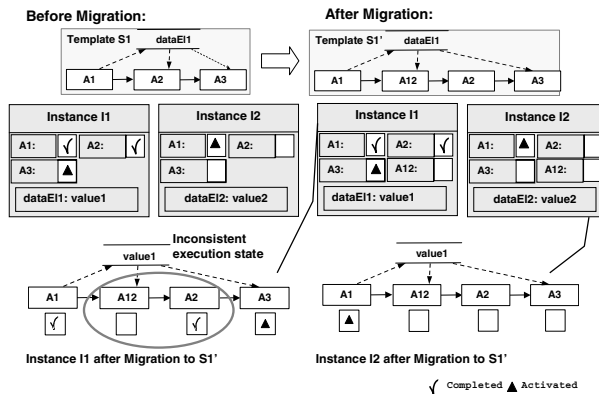 Before Migration:
After Migration:
Template S1 dataEl1
A1 A2 A3
Template S1' dataEl1
A1 A12 A2 A3
Instance I1
A1: A2:
A3:
dataEl1: value1
Instance I2
A1: A2:
A3:
dataEl2: value2
Instance I1
A1: A2:
A3: A12:
dataEl1: value1
Instance I2
A1: A2:
A3: A12:
dataEl2: value2
Inconsistent
execution state
value1
A1 A12 A2 A3
Instance I1 after Migration to S1'
value1
A1 A12 A2 A3
Instance I2 after Migration to S1'
Completed Activated